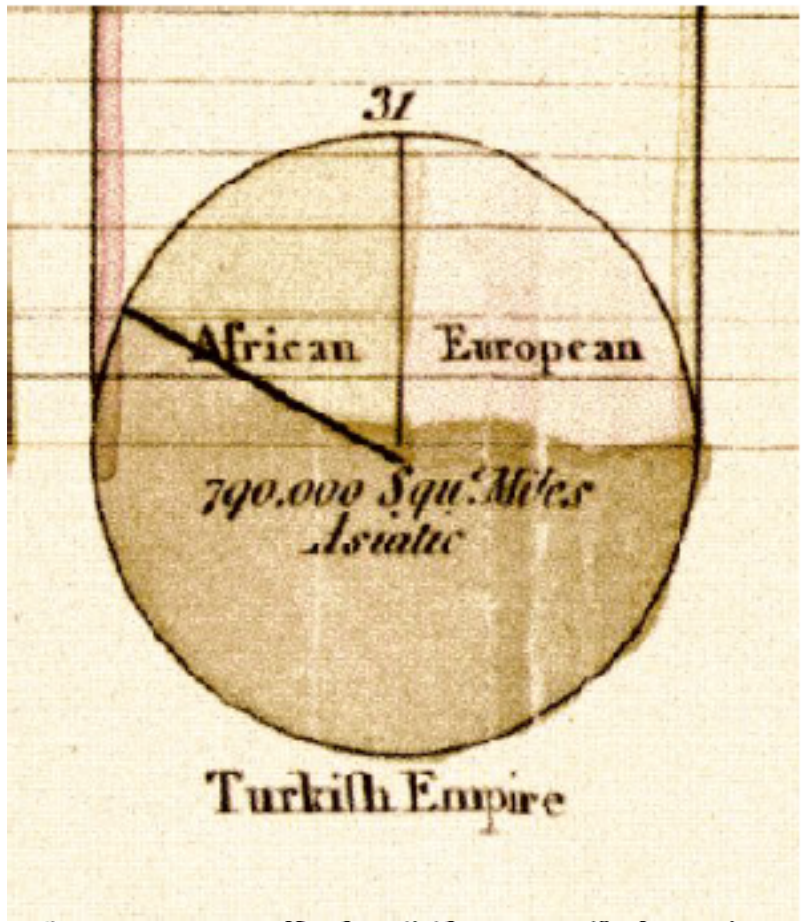 31
African European
790.000 Squ. Miles
Asiatic
Turkiſh Empire